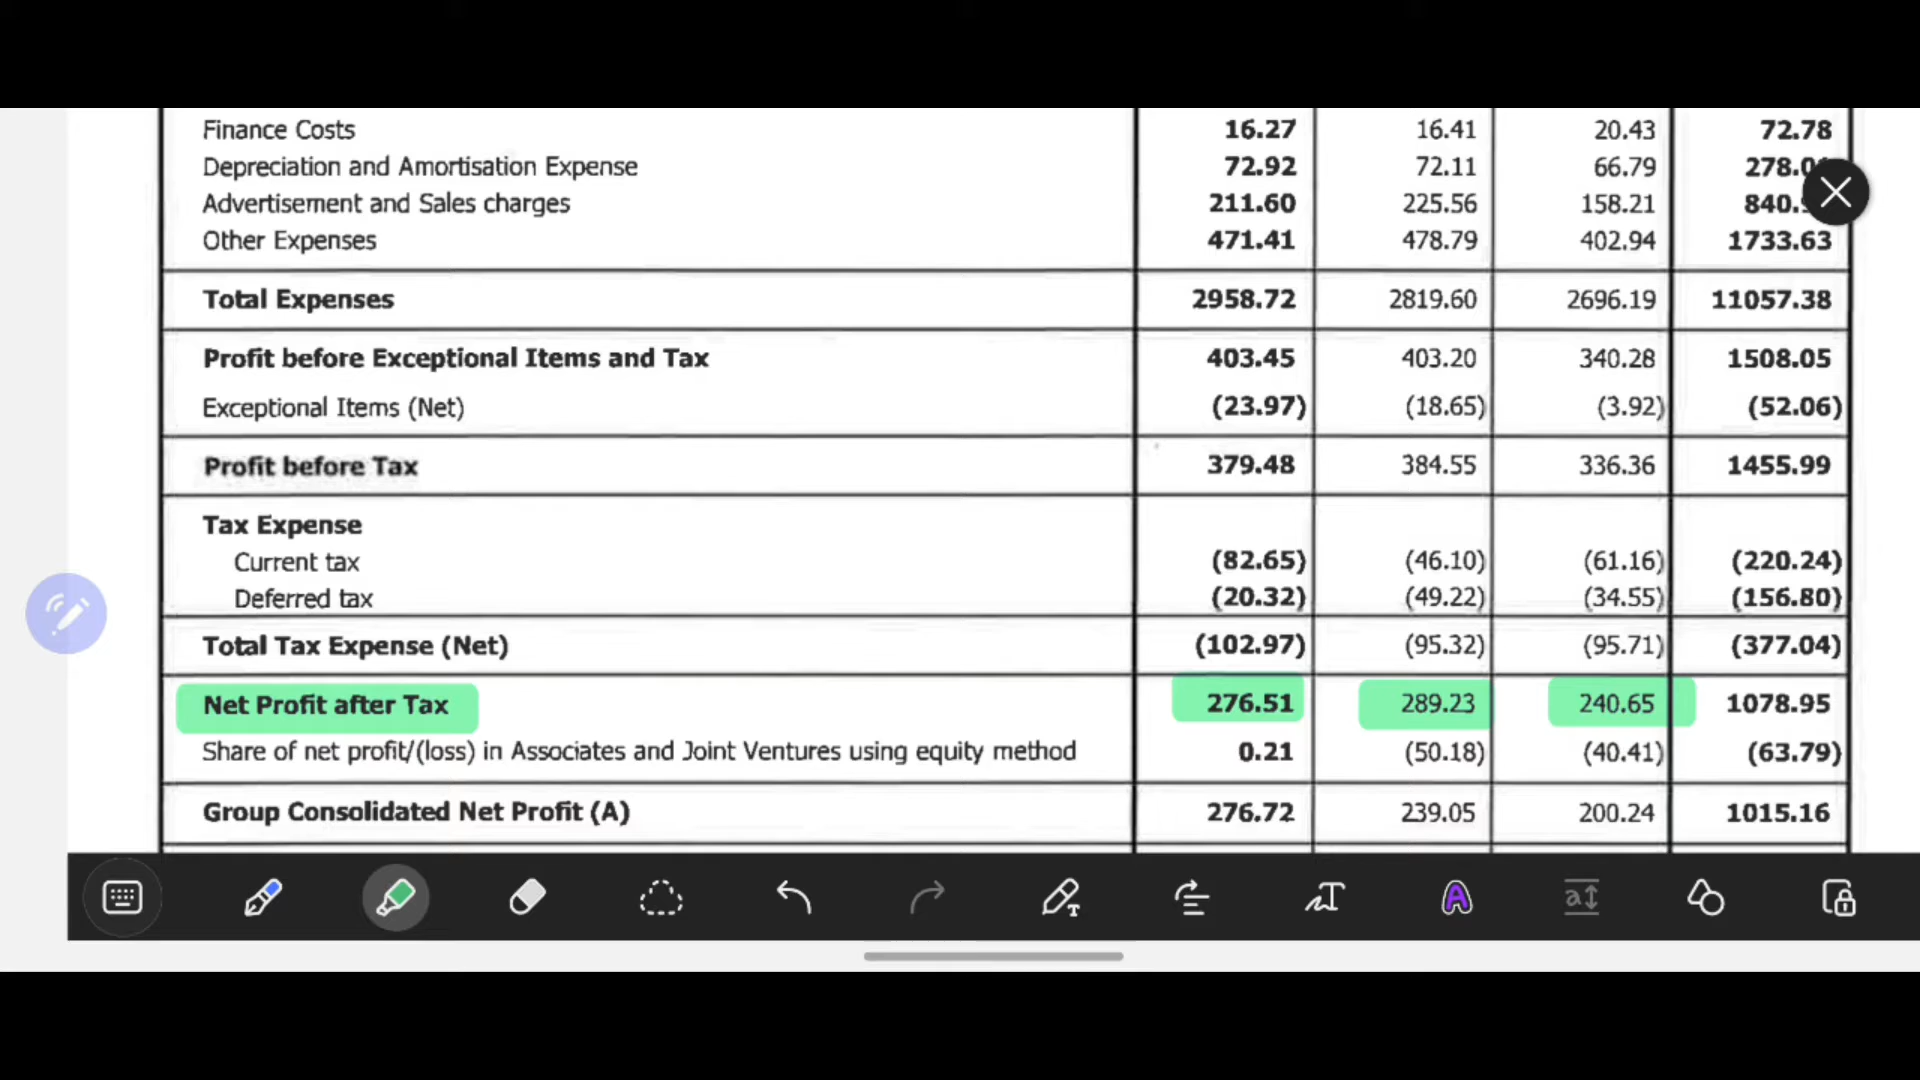 Finance Costs 16.27 16.41 20.43 72.78
Depreciation and Amortisation Expense 72.92 72.11 66.79
Advertisement and Sales charges 211.60 225.56 158.21
Other Expenses 471.41 478.79 402.94 1733.63
Total Expenses 2958.72 2819.60 2696.19 11057.38
Profit before Exceptional Items and Tax 403.45 403.20 340.28 1508.05
Exceptional Items (Net) (23.97) (18.65) (3.92) (52.06)
Profit before Tax 379.48 384.55 336.36 1455.99
Tax Expense
Current tax (82.65) (46.10) (61.16) (220.24)
Deferred tax (20.32) (49.22) (34.55) (156.80)
Total Tax Expense (Net) (102.97) (95.32) (95.71) (377.04)
Net Profit after Tax 276.51 289.23 240.65 1078.95
Share of net profit/(loss) in Associates and Joint Ventures using equity method 0.21 (50.18) (40.41) (63.79)
Group Consolidated Net Profit (A) 276.72 239.05 200.24 1015.16